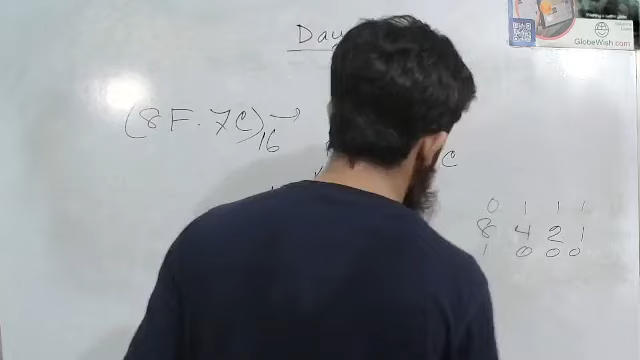 Day
(8F.7C)₁₆ →
C
0 1 1 1
8 4 2 1
1 0 0 0
GlobeWish.com